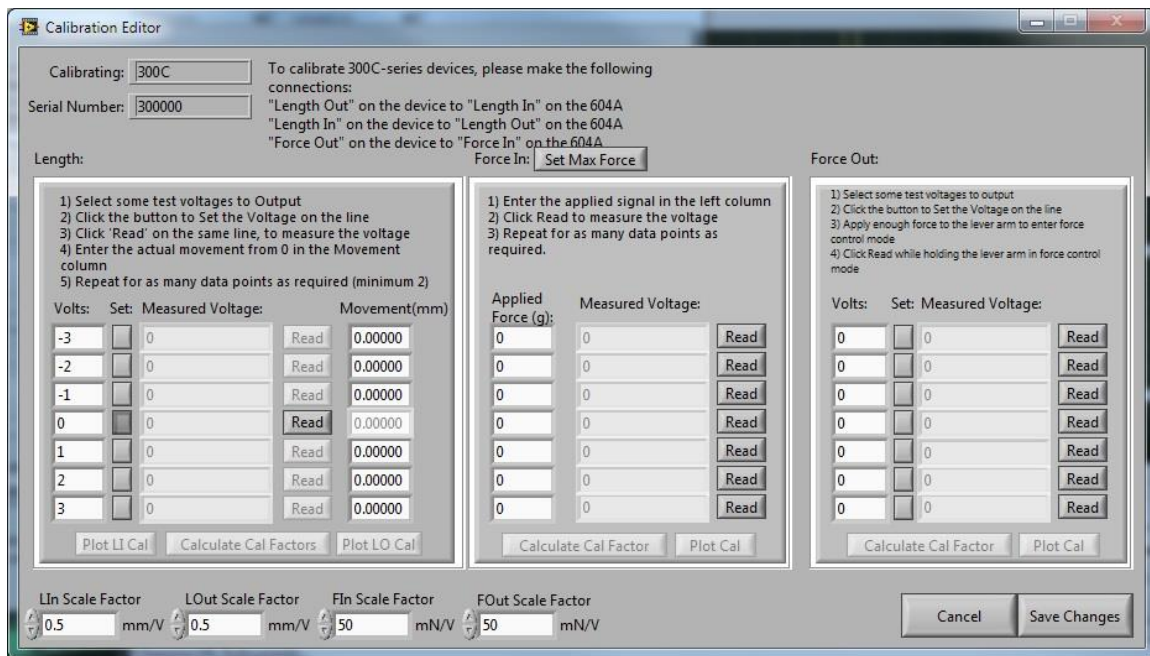 Calibration Editor
Calibrating: 300C
Serial Number: 300000
To calibrate 300C-series devices, please make the following
connections:
"Length Out" on the device to "Length In" on the 604A
"Length In" on the device to "Length Out" on the 604A
"Force Out" on the device to "Force In" on the 604A
Length:
1) Select some test voltages to Output
2) Click the button to Set the Voltage on the line
3) Click 'Read' on the same line, to measure the voltage
4) Enter the actual movement from 0 in the Movement
column
5) Repeat for as many data points as required (minimum 2)
Volts: Set: Measured Voltage: Movement(mm)
-3 0 Read 0.00000
-2 0 Read 0.00000
-1 0 Read 0.00000
0 0 Read 0.00000
1 0 Read 0.00000
2 0 Read 0.00000
3 0 Read 0.00000
Plot LI Cal Calculate Cal Factors Plot LO Cal
Force In: Set Max Force
1) Enter the applied signal in the left column
2) Click Read to measure the voltage
3) Repeat for as many data points as
required.
Applied
Force (g): Measured Voltage:
0 0 Read
0 0 Read
0 0 Read
0 0 Read
0 0 Read
0 0 Read
0 0 Read
Calculate Cal Factor Plot Cal
Force Out:
1) Select some test voltages to output
2) Click the button to Set the Voltage on the line
3) Apply enough force to the lever arm to enter force
control mode
4) Click Read while holding the lever arm in force control
mode
Volts: Set: Measured Voltage:
0 0 Read
0 0 Read
0 0 Read
0 0 Read
0 0 Read
0 0 Read
0 0 Read
Calculate Cal Factor Plot Cal
LIn Scale Factor LOut Scale Factor FIn Scale Factor FOut Scale Factor
0.5 mm/V 0.5 mm/V 50 mN/V 50 mN/V
Cancel Save Changes